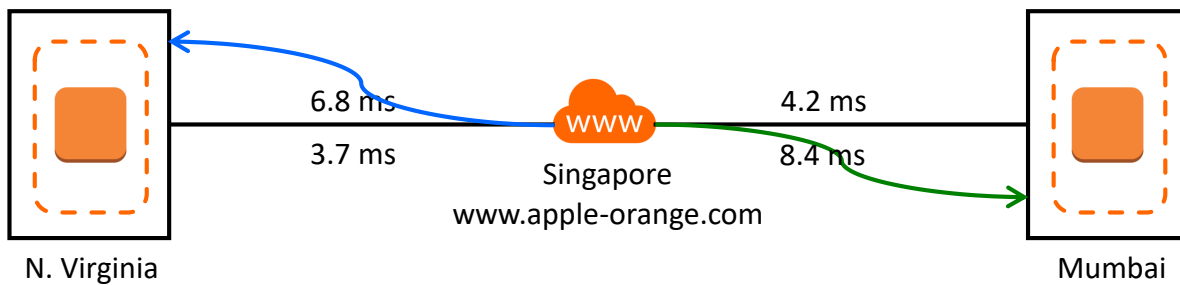 6.8 ms
4.2 ms
www
3.7 ms
8.4 ms
Singapore
www.apple-orange.com
N. Virginia
Mumbai